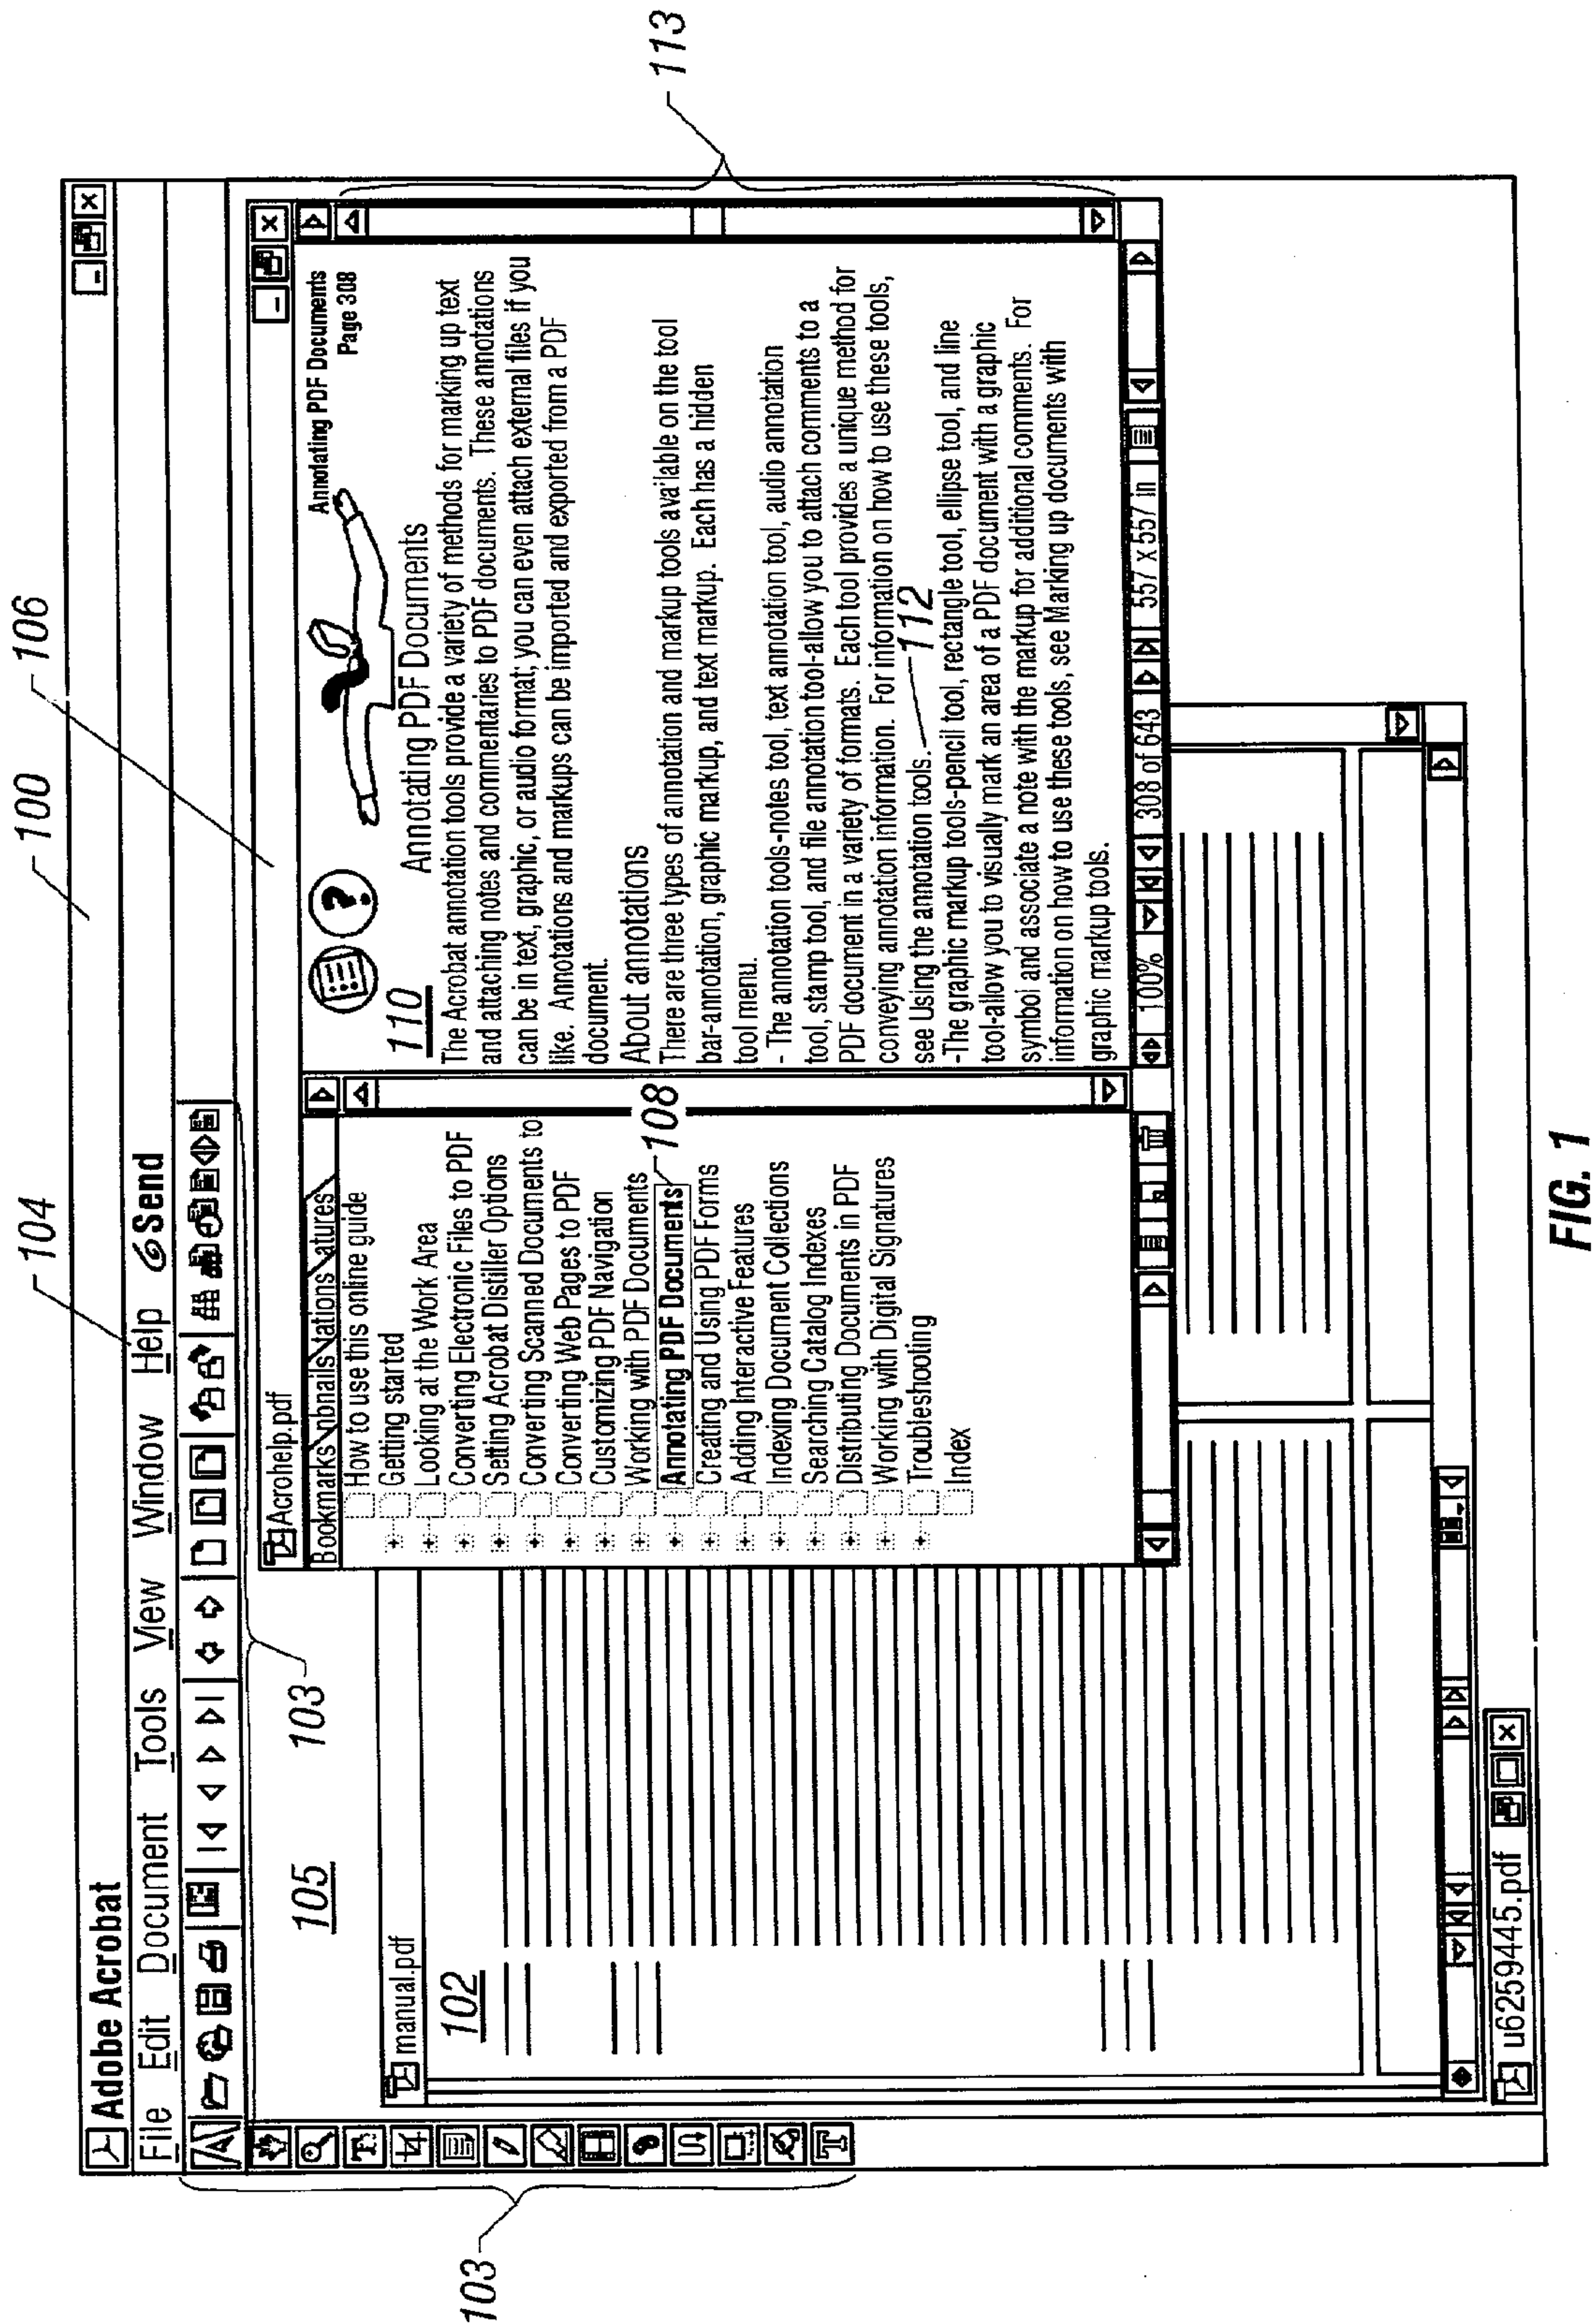 100
106
104
Adobe Acrobat
File Edit Document Tools View Window Help Send
103
103
105
manual.pdf
102
Acrohelp.pdf
Bookmarks nbnails tations atures
How to use this online guide
Getting started
Looking at the Work Area
Converting Electronic Files to PDF
Setting Acrobat Distiller Options
Converting Scanned Documents to
Converting Web Pages to PDF
Customizing PDF Navigation
Working with PDF Documents
Annotating PDF Documents
108
Creating and Using PDF Forms
Adding Interactive Features
Indexing Document Collections
Searching Catalog Indexes
Distributing Documents in PDF
Working with Digital Signatures
Troubleshooting
Index
?
Annotating PDF Documents
Page 308
110
Annotating PDF Documents
The Acrobat annotation tools provide a variety of methods for marking up text
and attaching notes and commentaries to PDF documents. These annotations
can be in text, graphic, or audio format; you can even attach external files if you
like. Annotations and markups can be imported and exported from a PDF
document.
About annotations
There are three types of annotation and markup tools available on the tool
bar-annotation, graphic markup, and text markup. Each has a hidden
tool menu.
- The annotation tools-notes tool, text annotation tool, audio annotation
tool, stamp tool, and file annotation tool-allow you to attach comments to a
PDF document in a variety of formats. Each tool provides a unique method for
conveying annotation information. For information on how to use these tools,
see Using the annotation tools. 112
-The graphic markup tools-pencil tool, rectangle tool, ellipse tool, and line
tool-allow you to visually mark an area of a PDF document with a graphic
symbol and associate a note with the markup for additional comments. For
information on how to use these tools, see Marking up documents with
graphic markup tools.
100% 308 of 643 557 x 557 in
113
u6259445.pdf
FIG. 1